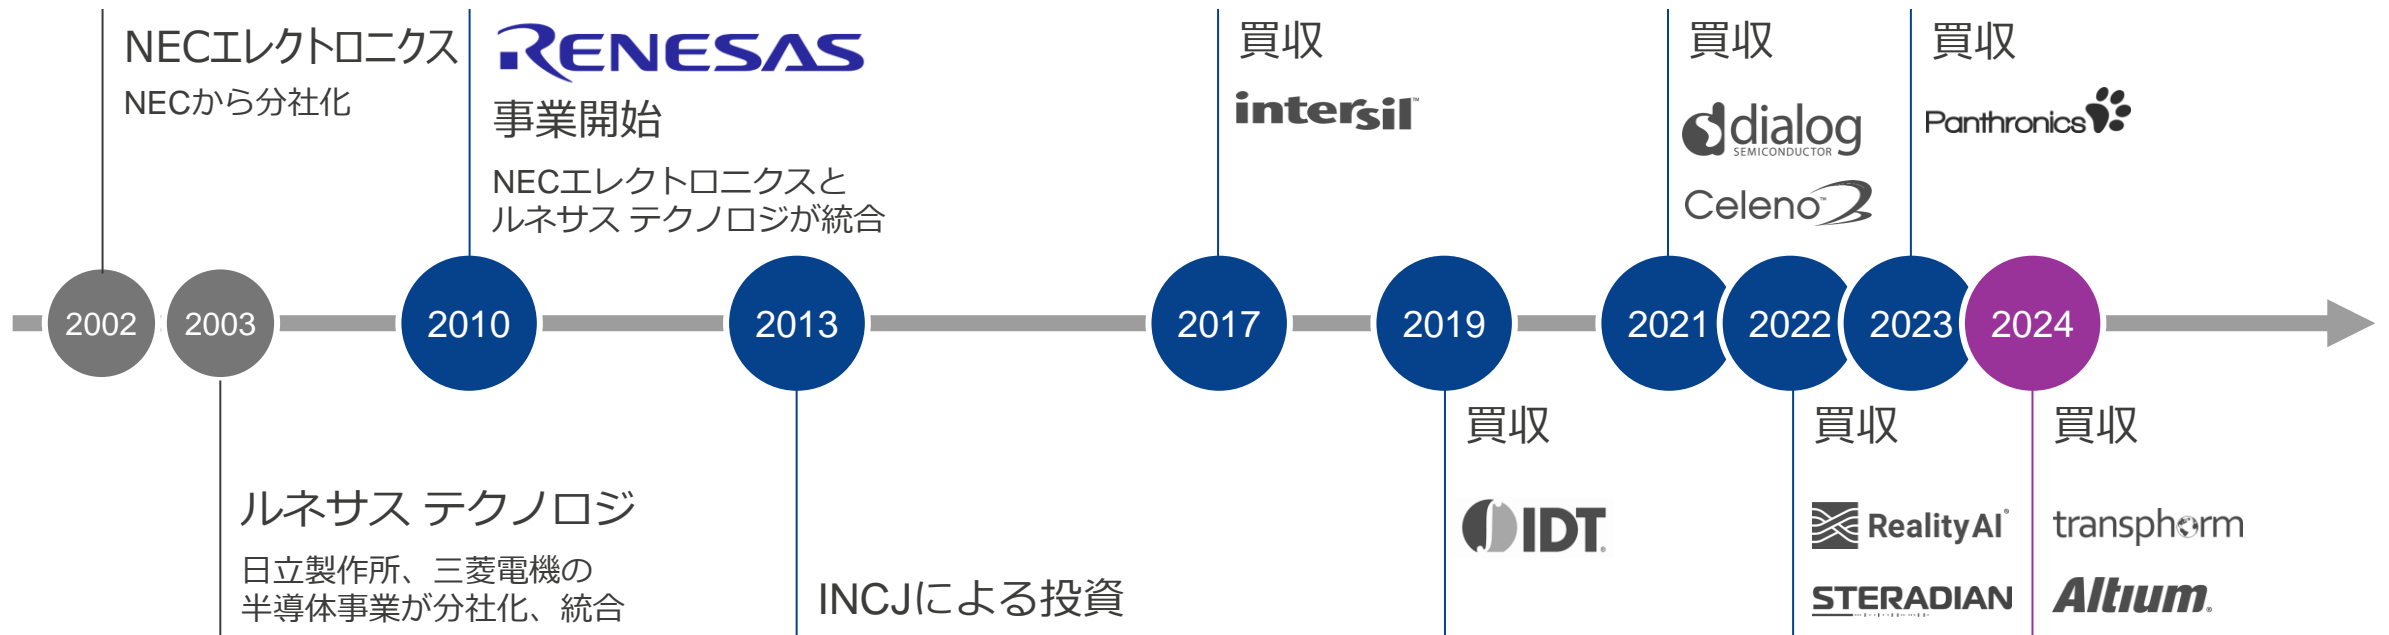 NECエレクトロニクス
NECから分社化
RENESAS
事業開始
NECエレクトロニクスと
ルネサス テクノロジが統合
買収
intersil™
買収
dialog
SEMICONDUCTOR
Celeno™
買収
Panthronics
2002
2003
2010
2013
2017
2019
2021
2022
2023
2024
ルネサス テクノロジ
日立製作所、三菱電機の
半導体事業が分社化、統合
INCJによる投資
買収
IDT®
買収
Reality AI®
STERADIAN
買収
transphorm
Altium®